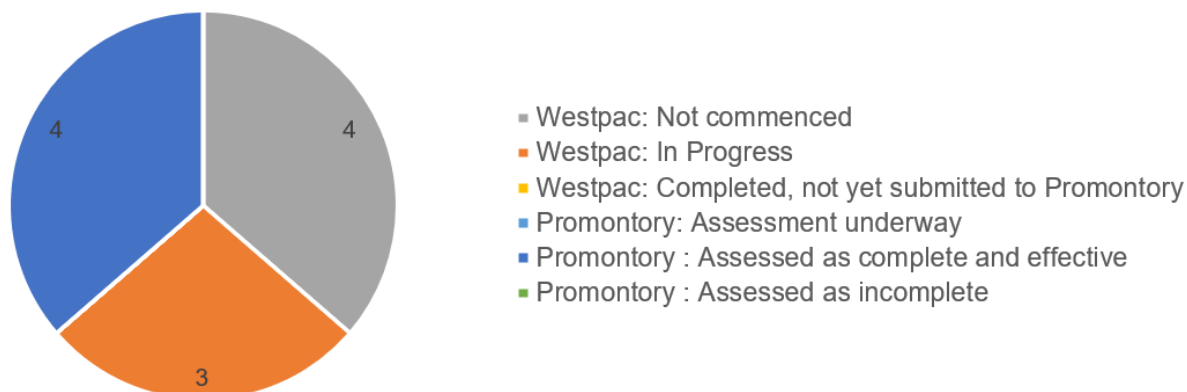 4
4
3
Westpac: Not commenced
Westpac: In Progress
Westpac: Completed, not yet submitted to Promontory
Promontory: Assessment underway
Promontory : Assessed as complete and effective
Promontory : Assessed as incomplete